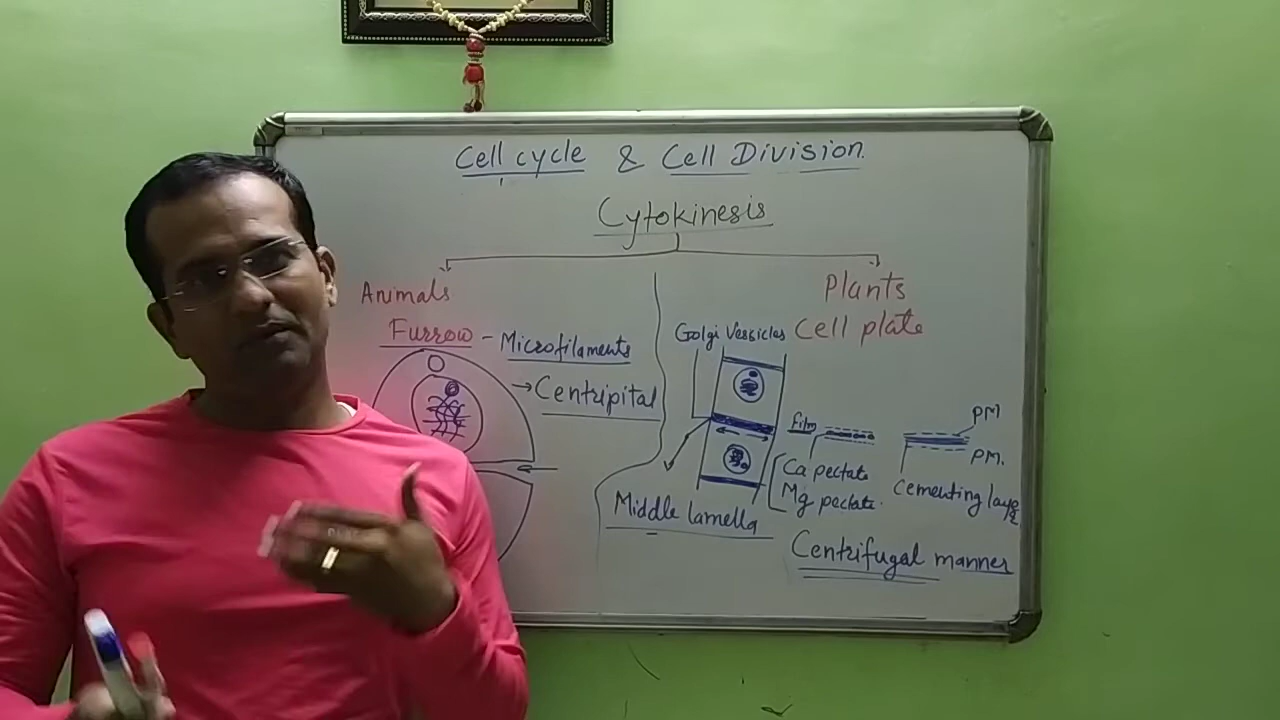 Cell cycle & Cell Division
Cytokinesis
Animals
Furrow - Microfilaments
→ Centripital
Plants
Cell plate
Golgi Vessicles
film
Ca pectate
Mg pectate
PM
PM.
Cementing layer
Middle lamella
Centrifugal manner